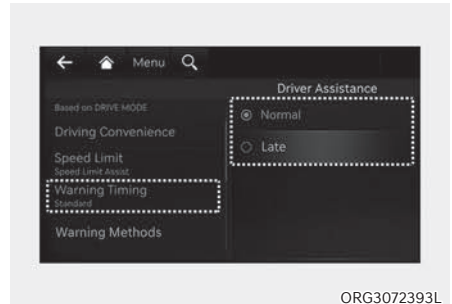 Menu
Driver Assistance
Based on DRIVE MODE
Driving Convenience
Speed Limit
Speed Limit Assist
Warning Timing
Standard
Warning Methods
Normal
Late
ORG3072393L